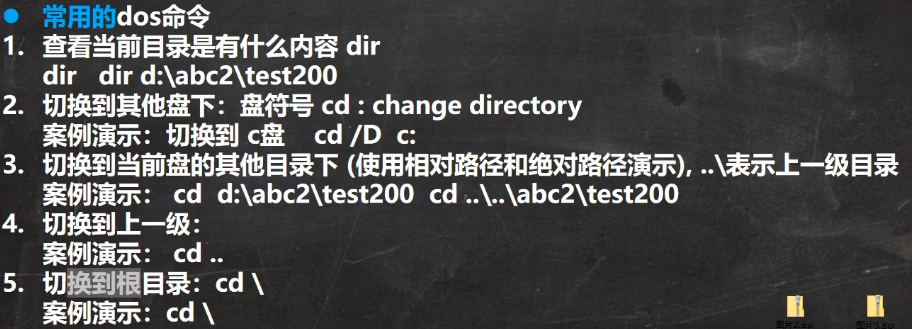 常用的dos命令
1. 查看当前目录是有什么内容 dir
dir dir d:\abc2\test200
2. 切换到其他盘下：盘符号 cd : change directory
案例演示：切换到 c盘 cd /D c:
3. 切换到当前盘的其他目录下 (使用相对路径和绝对路径演示), ..\表示上一级目录
案例演示： cd d:\abc2\test200 cd ..\..\abc2\test200
4. 切换到上一级：
案例演示： cd ..
5. 切换到根目录：cd \
案例演示：cd \